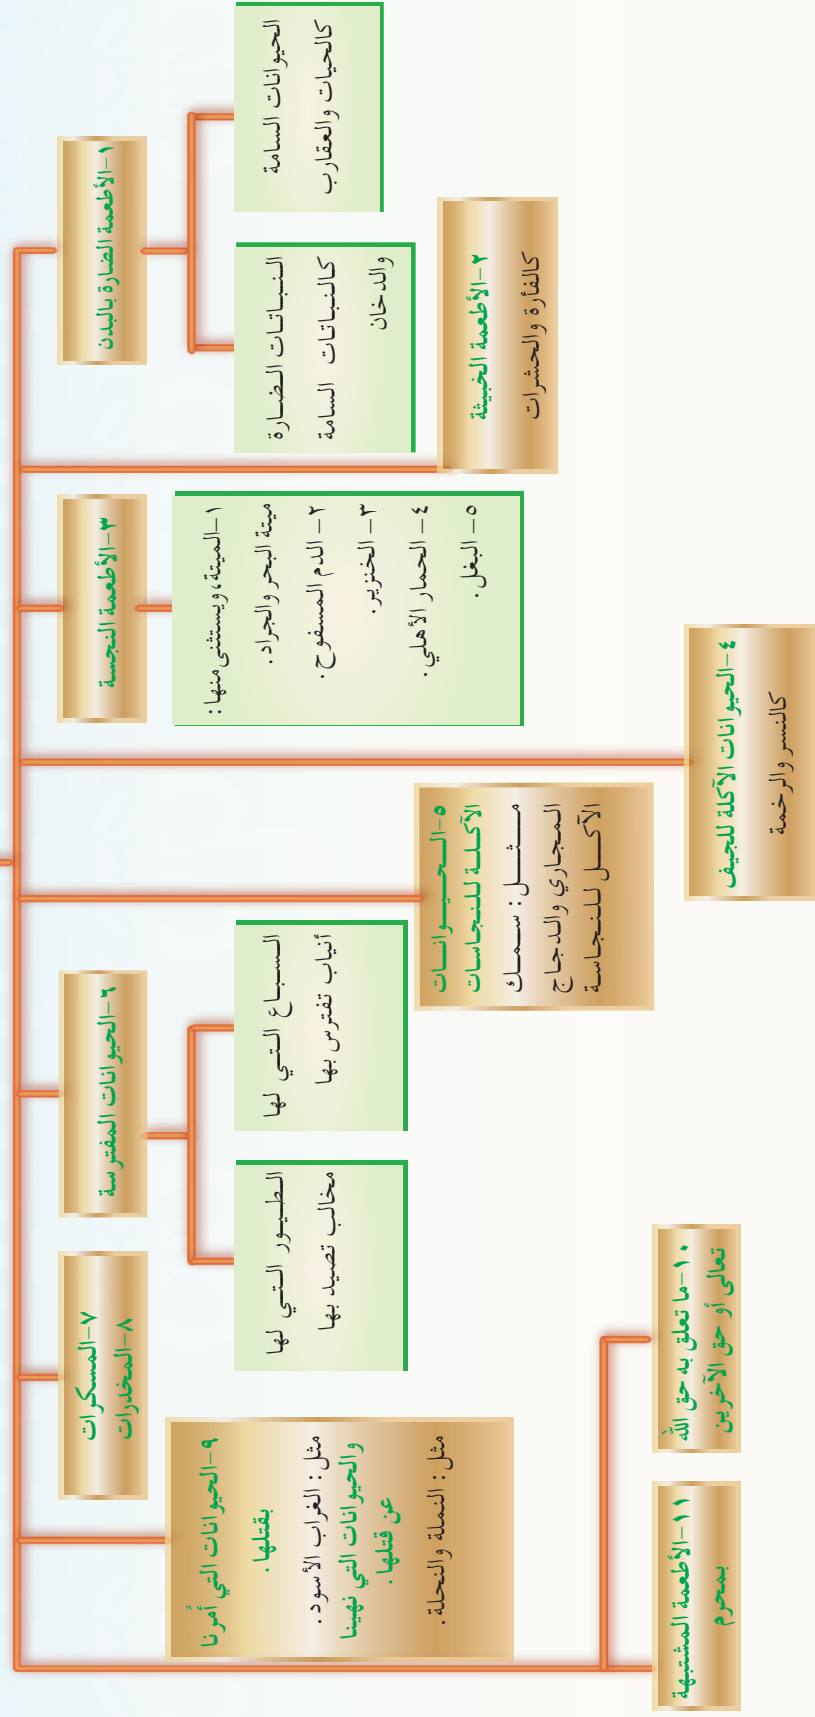 ١-الأطعمة الضارة بالبدن
الحيوانات السامة
كالحيات والعقارب
النباتات الضارة
كالنباتات السامة
والدخان
٢-الأطعمة الخبيثة
كالفأرة والحشرات
٣-الأطعمة النجسة
١-الميتة، ويستثنى منها:
ميتة البحر والجراد.
٢- الدم المسفوح.
٣- الخنزير.
٤- الحمار الأهلي.
٥- البغل.
٤-الحيوانات الآكلة للجيف
كالنسر والرخمة
٥-الحيوانات
الآكلة للنجاسات
مثل: سمك
المجاري والدجاج
الآكل للنجاسة
٦-الحيوانات المفترسة
السباع التي لها
أنياب تفترس بها
الطيور التي لها
مخالب تصيد بها
٧-المسكرات
٨-المخدرات
٩-الحيوانات التي أُمرنا
بقتلها.
مثل: الغراب الأسود.
والحيوانات التي نهينا
عن قتلها.
مثل: النملة والنحلة.
١٠-ما تعلق به حق الله
تعالى أو حق الآخرين
١١-الأطعمة المشتبهة
بمحرم